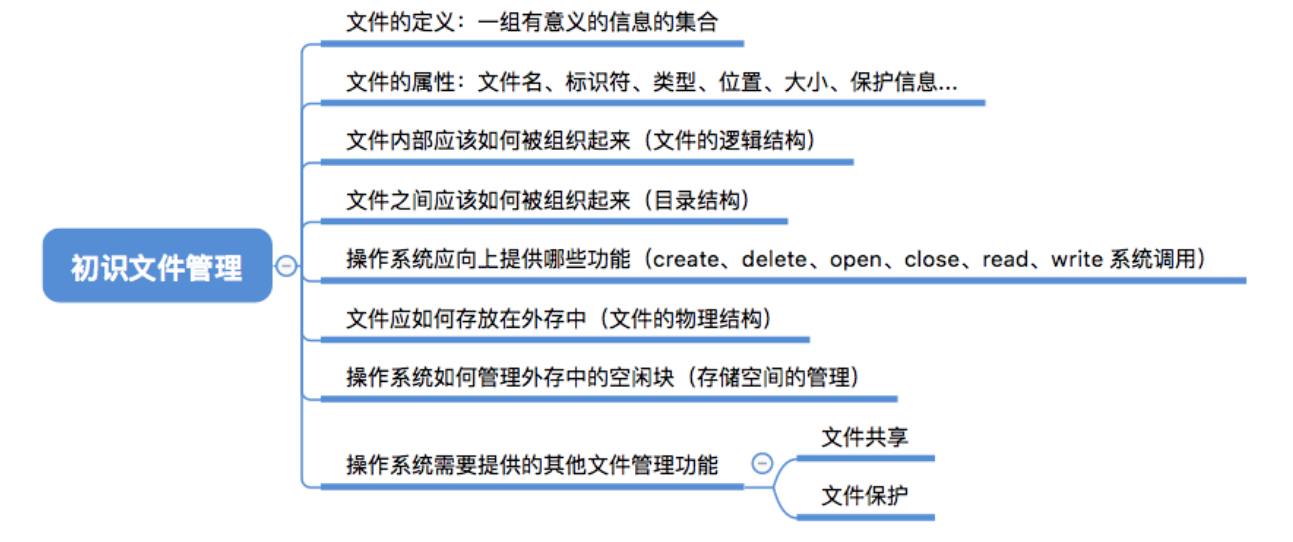 文件的定义：一组有意义的信息的集合
文件的属性：文件名、标识符、类型、位置、大小、保护信息...
文件内部应该如何被组织起来（文件的逻辑结构）
文件之间应该如何被组织起来（目录结构）
初识文件管理
操作系统应向上提供哪些功能（create、delete、open、close、read、write 系统调用）
文件应如何存放在外存中（文件的物理结构）
操作系统如何管理外存中的空闲块（存储空间的管理）
操作系统需要提供的其他文件管理功能
文件共享
文件保护